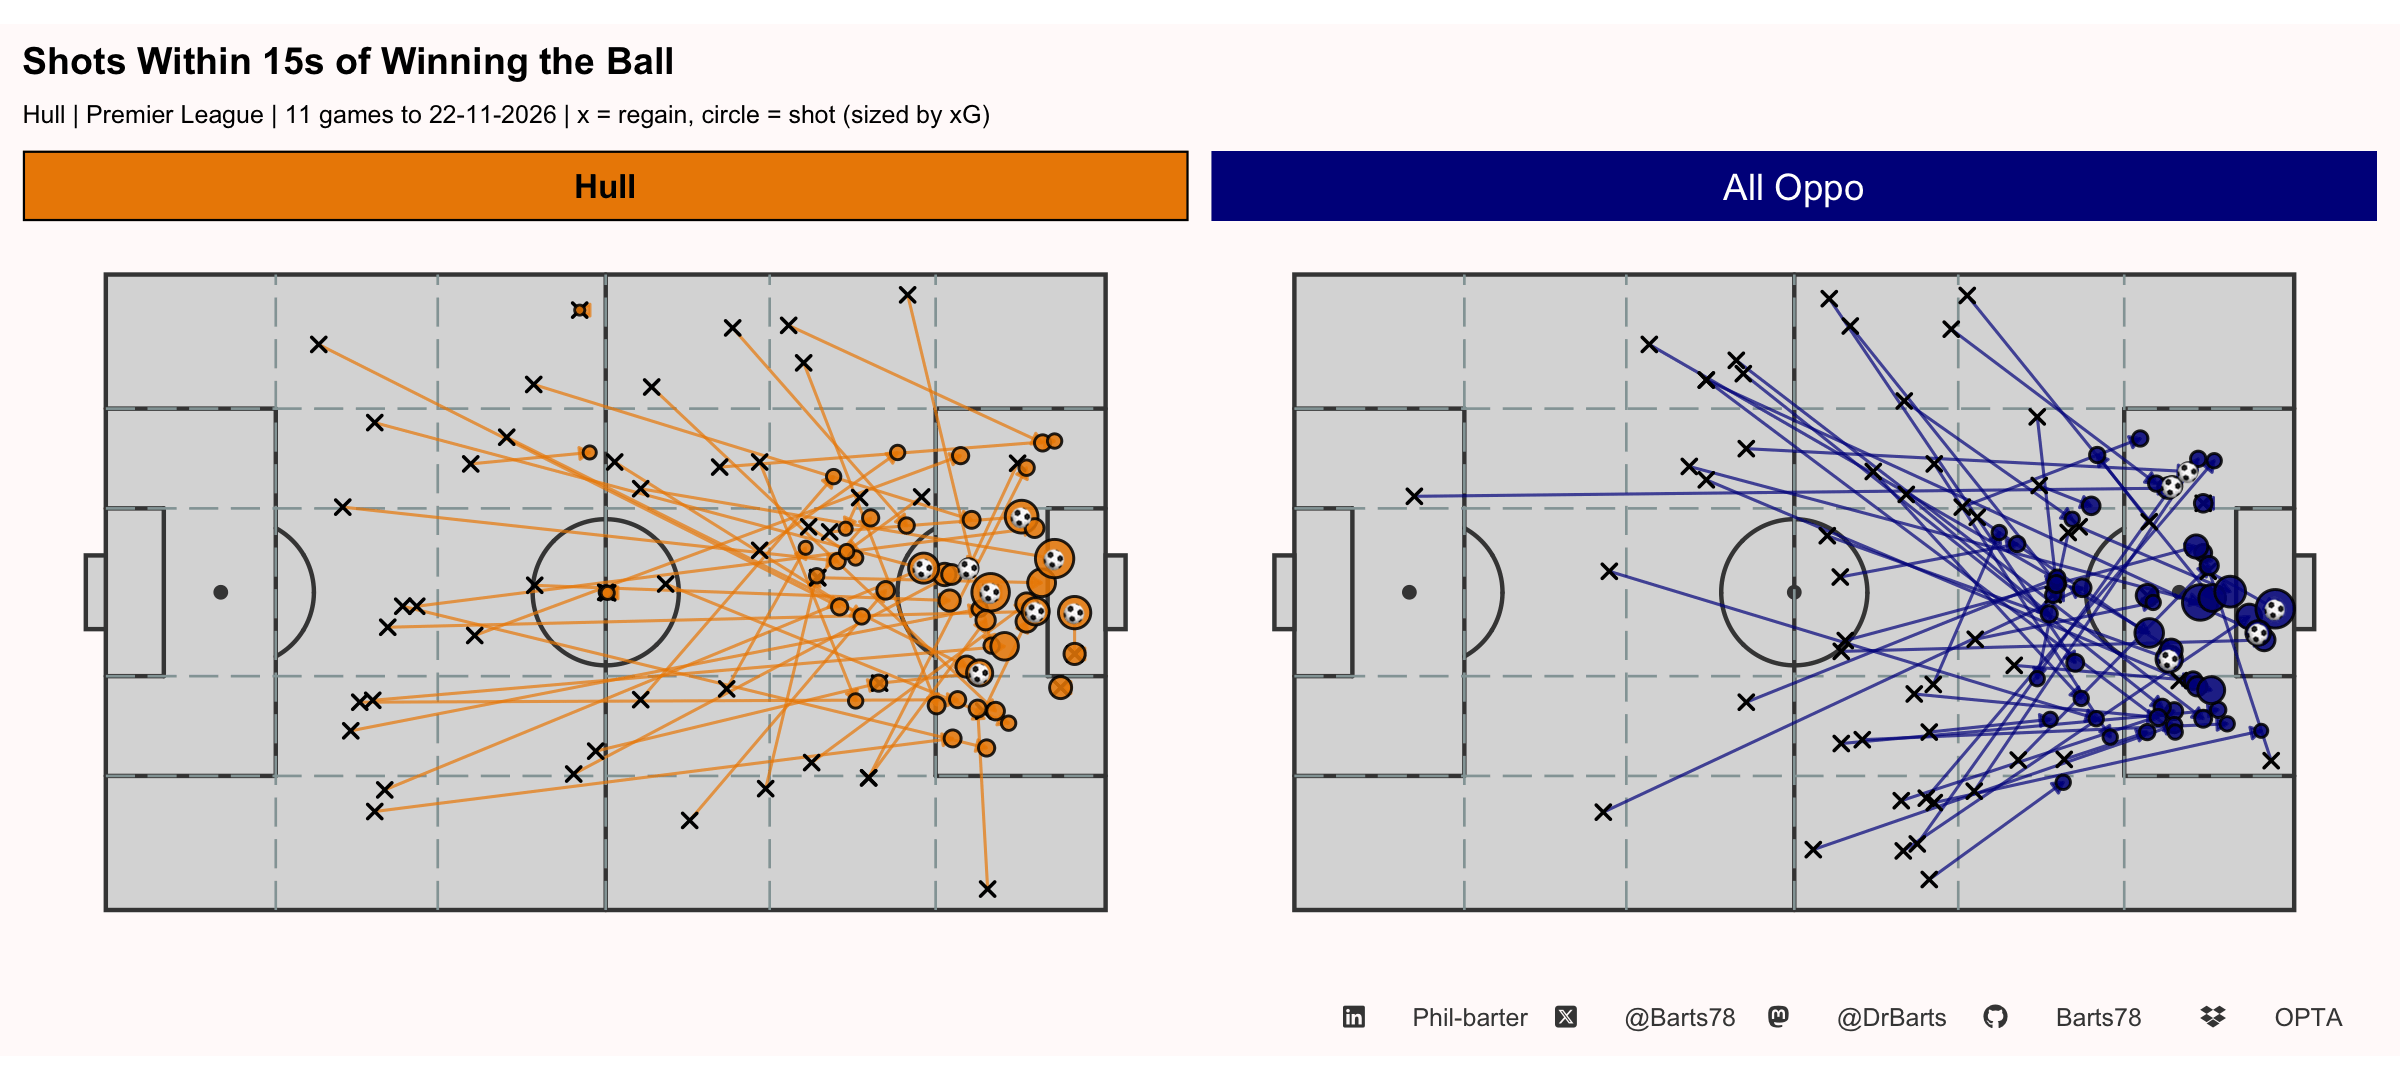 Shots Within 15s of Winning the Ball
Hull | Premier League | 11 games to 22-11-2026 | x = regain, circle = shot (sized by xG)
Hull
All Oppo
Phil-barter @Barts78 @DrBarts Barts78 OPTA